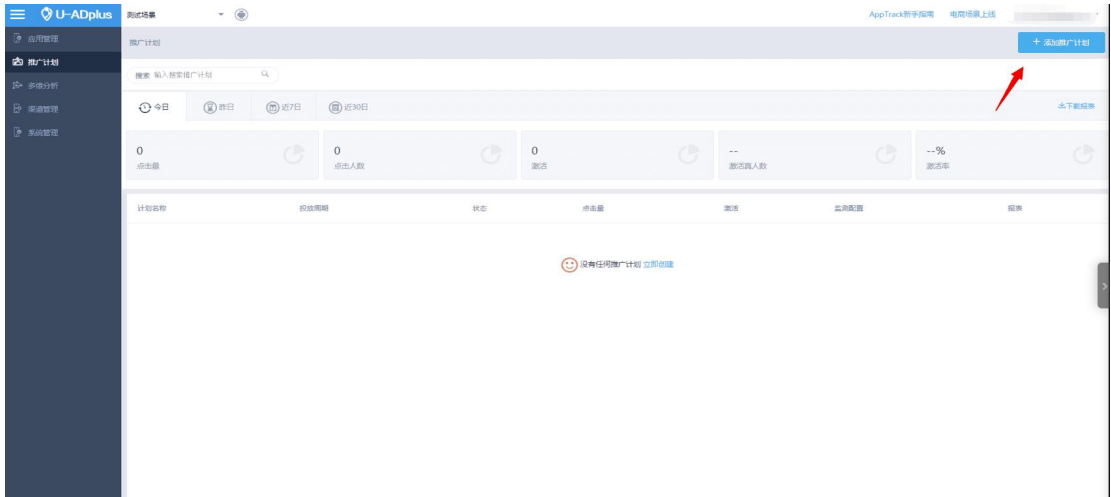 U-ADplus 测试场景 AppTrack新手指南 电商场景上线
应用管理
推广计划
多维分析
渠道管理
系统管理
推广计划 + 添加推广计划
搜索 输入搜索推广计划
今日 昨日 近7日 近30日 下载报表
0 0 0 -- --%
点击量 点击人数 激活 激活真人数 激活率
计划名称 投放周期 状态 点击量 激活 监测配置 报表
没有任何推广计划 立即创建